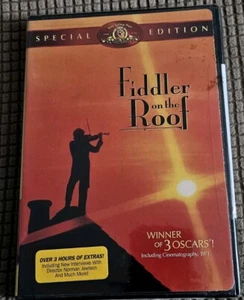 SPECIAL EDITION
Fiddler
on the
Roof
WINNER
OF 3 OSCARS®!
Including Cinematography, 1971
OVER 3 HOURS OF EXTRAS!
Including New Interviews With
Director Norman Jewison
And Much More!